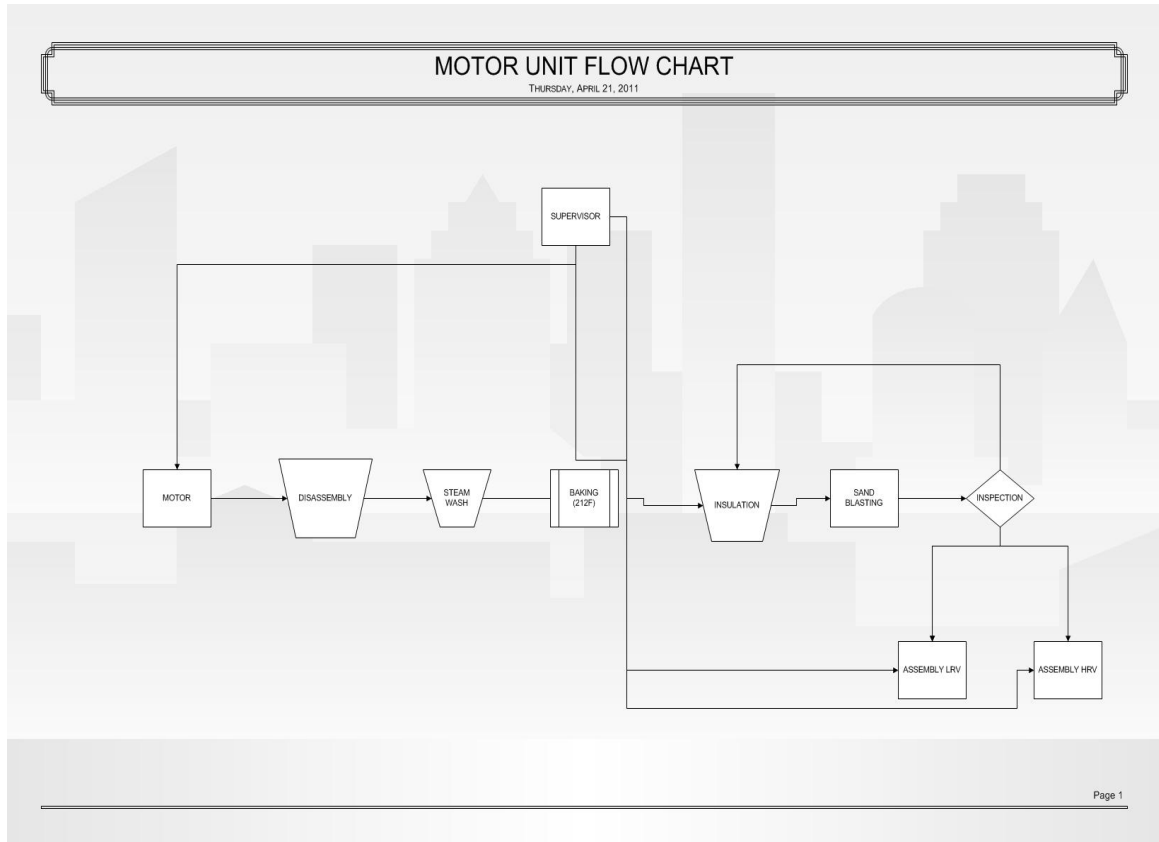 MOTOR UNIT FLOW CHART
THURSDAY, APRIL 21, 2011
SUPERVISOR
MOTOR
DISASSEMBLY
STEAM
WASH
BAKING
(212F)
INSULATION
SAND
BLASTING
INSPECTION
ASSEMBLY LRV
ASSEMBLY HRV
Page 1